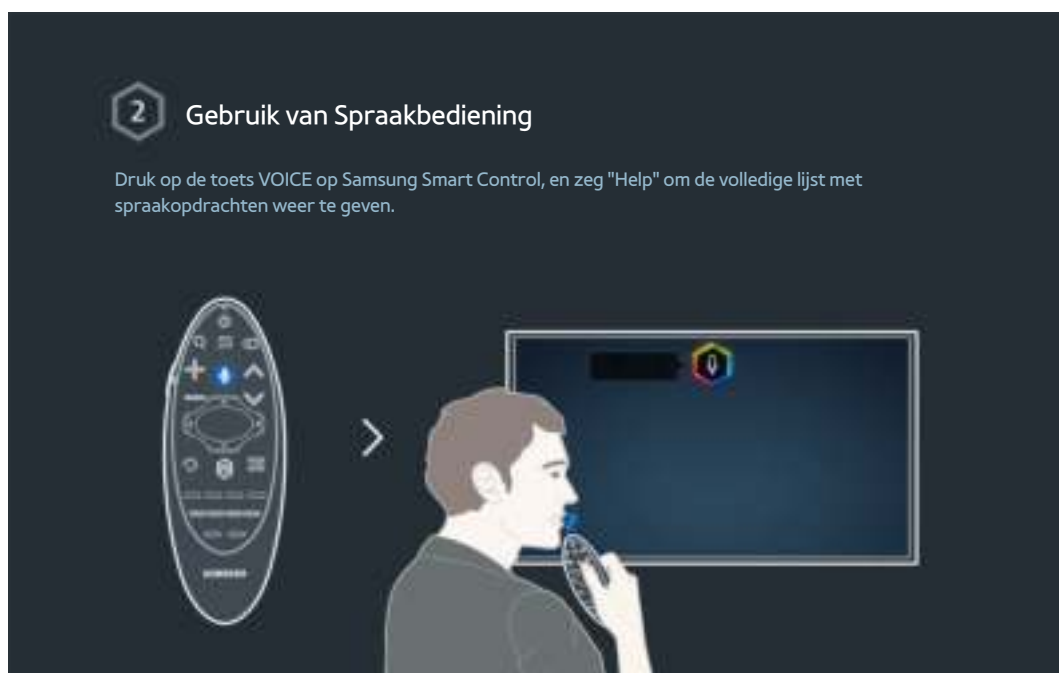 2
Gebruik van Spraakbediening
Druk op de toets VOICE op Samsung Smart Control, en zeg "Help" om de volledige lijst met
spraakopdrachten weer te geven.
SAMSUNG